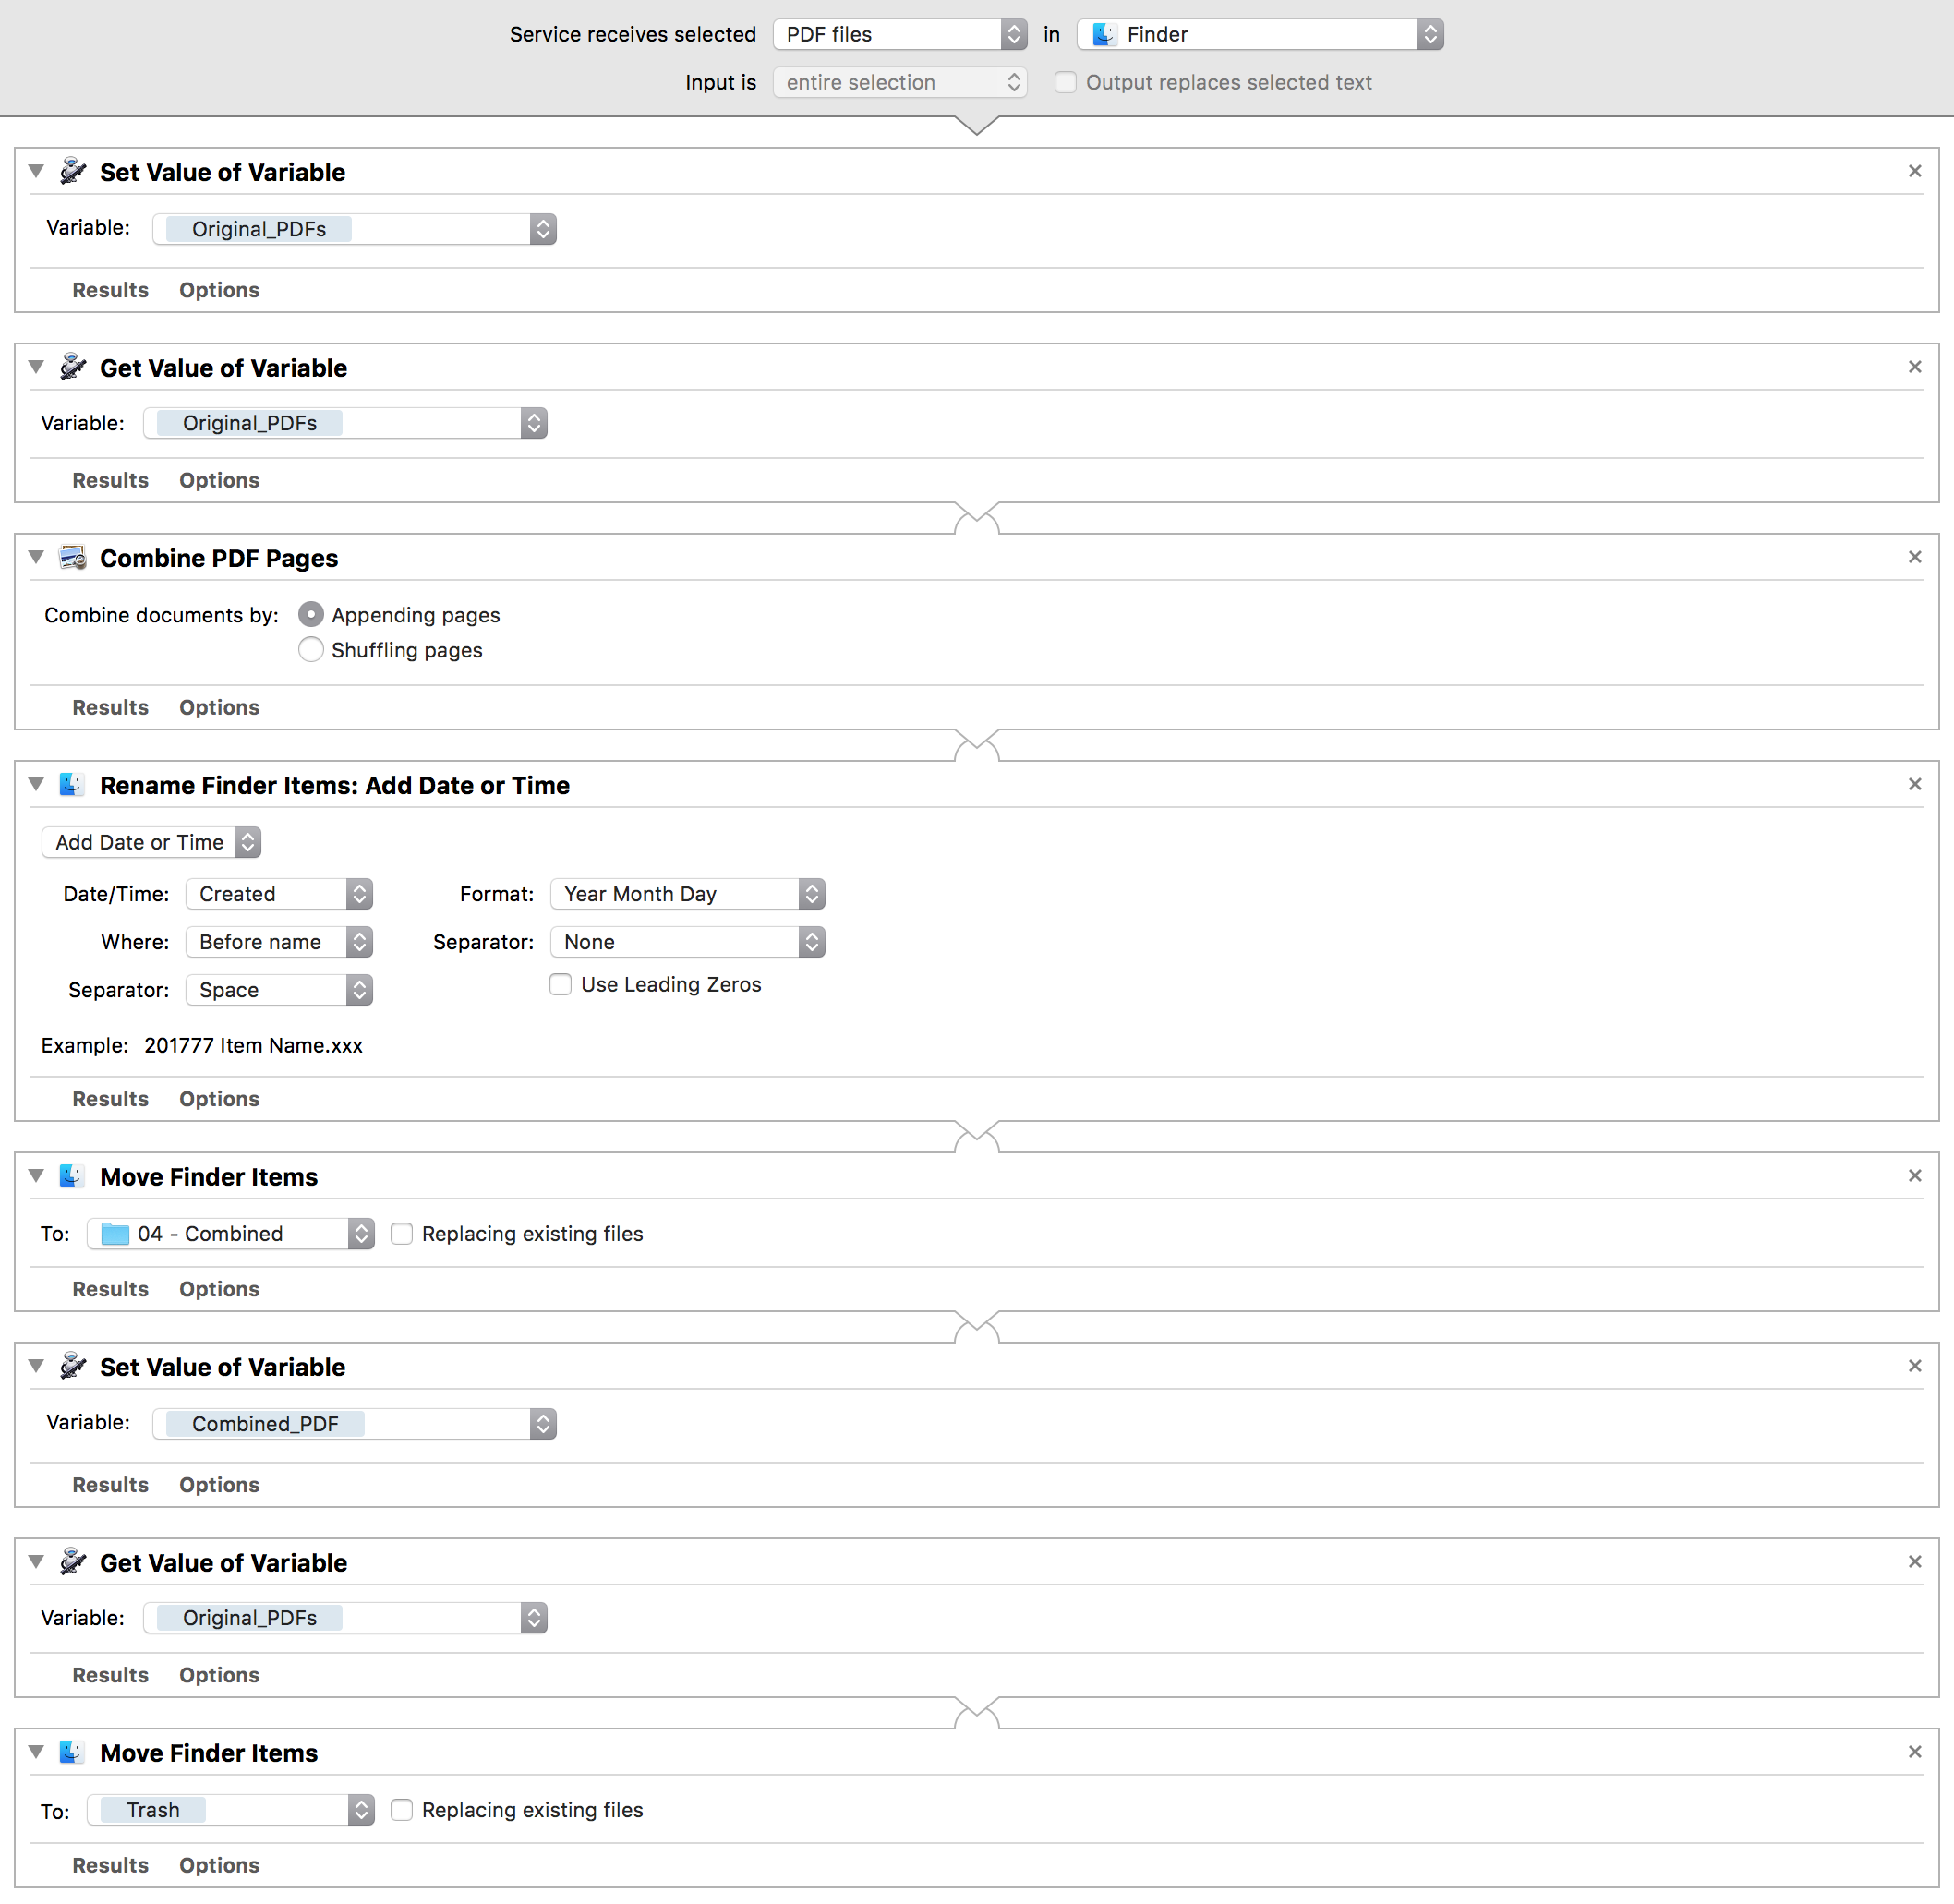 Service receives selected PDF files in Finder
Input is entire selection Output replaces selected text
Set Value of Variable
Variable: Original_PDFs
Results Options
Get Value of Variable
Variable: Original_PDFs
Results Options
Combine PDF Pages
Combine documents by: Appending pages
Shuffling pages
Results Options
Rename Finder Items: Add Date or Time
Add Date or Time
Date/Time: Created Format: Year Month Day
Where: Before name Separator: None
Separator: Space Use Leading Zeros
Example: 201777 Item Name.xxx
Results Options
Move Finder Items
To: 04 - Combined Replacing existing files
Results Options
Set Value of Variable
Variable: Combined_PDF
Results Options
Get Value of Variable
Variable: Original_PDFs
Results Options
Move Finder Items
To: Trash Replacing existing files
Results Options